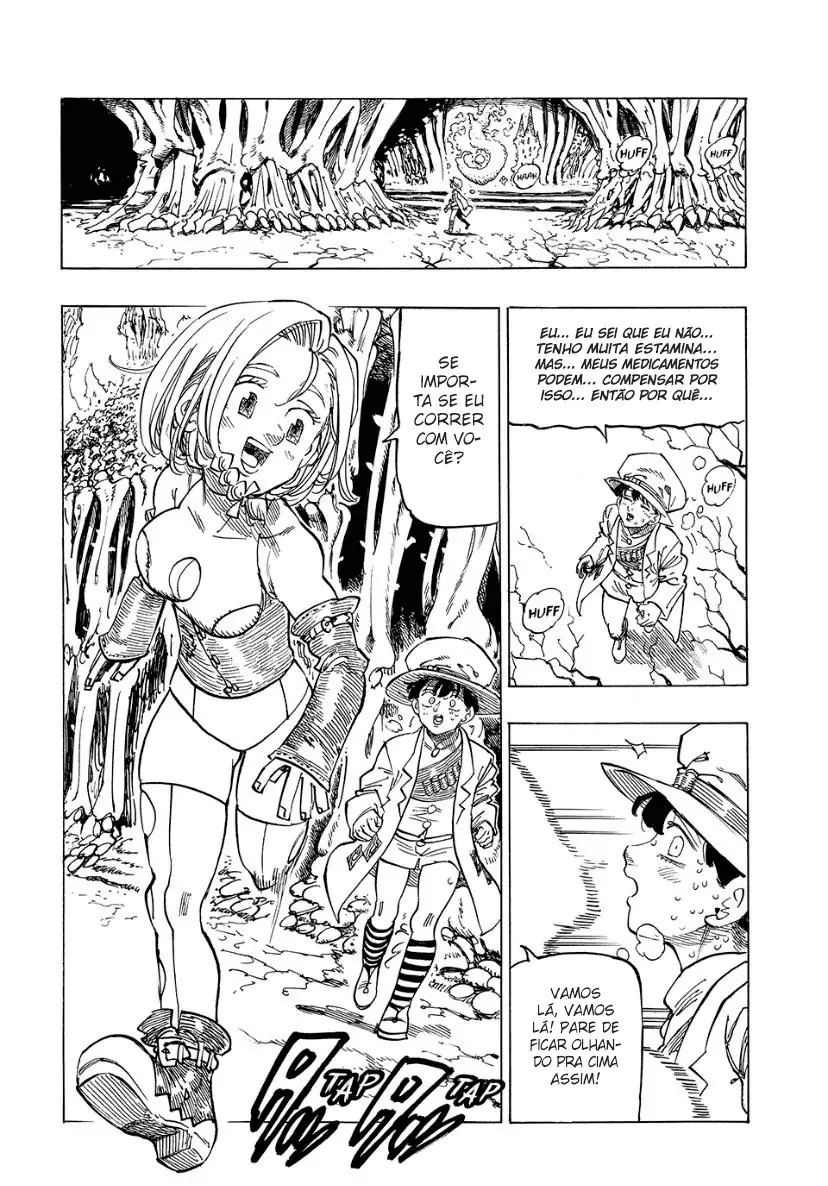 HUFF
HUFF
HAAH
EU... EU SEI QUE EU NÃO...
TENHO MUITA ESTAMINA...
MAS... MEUS MEDICAMENTOS
PODEM... COMPENSAR POR
ISSO... ENTÃO POR QUÊ...
HUFF
HUFF
VAMOS
LÁ, VAMOS
LÁ! PARE DE
FICAR OLHAN-
DO PRA CIMA
ASSIM!
SE
IMPOR-
TA SE EU
CORRER
COM VO-
CÊ?
TAP
TAP